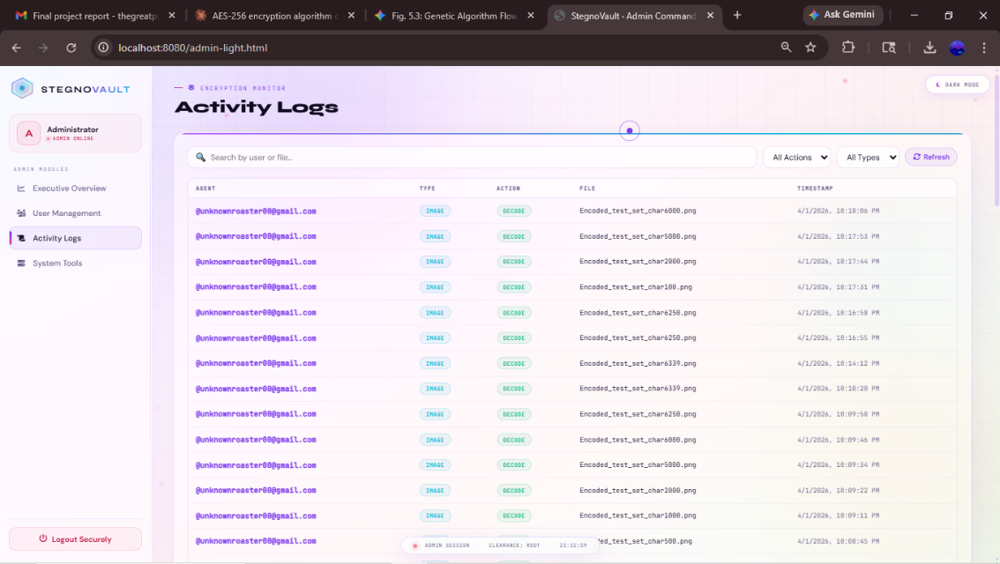 Final project report - thegreatp
AES-256 encryption algorithm c
Fig. 5.3: Genetic Algorithm Flow
StegnoVault · Admin Command
Ask Gemini
localhost:8080/admin-light.html
STEGNOVAULT
A
Administrator
ADMIN ONLINE
ADMIN MODULES
Executive Overview
User Management
Activity Logs
System Tools
Logout Securely
ENCRYPTION MONITOR
DARK MODE
Activity Logs
Search by user or file... All Actions All Types Refresh
AGENT TYPE ACTION FILE TIMESTAMP
@unknownroaster00@gmail.com IMAGE DECODE Encoded_test_set_char6000.png 4/1/2026, 10:18:06 PM
@unknownroaster00@gmail.com IMAGE DECODE Encoded_test_set_char5000.png 4/1/2026, 10:17:53 PM
@unknownroaster00@gmail.com IMAGE DECODE Encoded_test_set_char2000.png 4/1/2026, 10:17:44 PM
@unknownroaster00@gmail.com IMAGE DECODE Encoded_test_set_char100.png 4/1/2026, 10:17:31 PM
@unknownroaster00@gmail.com IMAGE DECODE Encoded_test_set_char6250.png 4/1/2026, 10:16:58 PM
@unknownroaster00@gmail.com IMAGE DECODE Encoded_test_set_char6250.png 4/1/2026, 10:16:55 PM
@unknownroaster00@gmail.com IMAGE DECODE Encoded_test_set_char6339.png 4/1/2026, 10:14:12 PM
@unknownroaster00@gmail.com IMAGE DECODE Encoded_test_set_char6339.png 4/1/2026, 10:10:20 PM
@unknownroaster00@gmail.com IMAGE DECODE Encoded_test_set_char6250.png 4/1/2026, 10:09:58 PM
@unknownroaster00@gmail.com IMAGE DECODE Encoded_test_set_char6000.png 4/1/2026, 10:09:46 PM
@unknownroaster00@gmail.com IMAGE DECODE Encoded_test_set_char5000.png 4/1/2026, 10:09:34 PM
@unknownroaster00@gmail.com IMAGE DECODE Encoded_test_set_char2000.png 4/1/2026, 10:09:22 PM
@unknownroaster00@gmail.com IMAGE DECODE Encoded_test_set_char1000.png 4/1/2026, 10:09:11 PM
@unknownroaster00@gmail.com ded_test_set_char500.png 4/1/2026, 10:08:45 PM
ADMIN SESSION · CLEARANCE: ROOT · 23:32:59